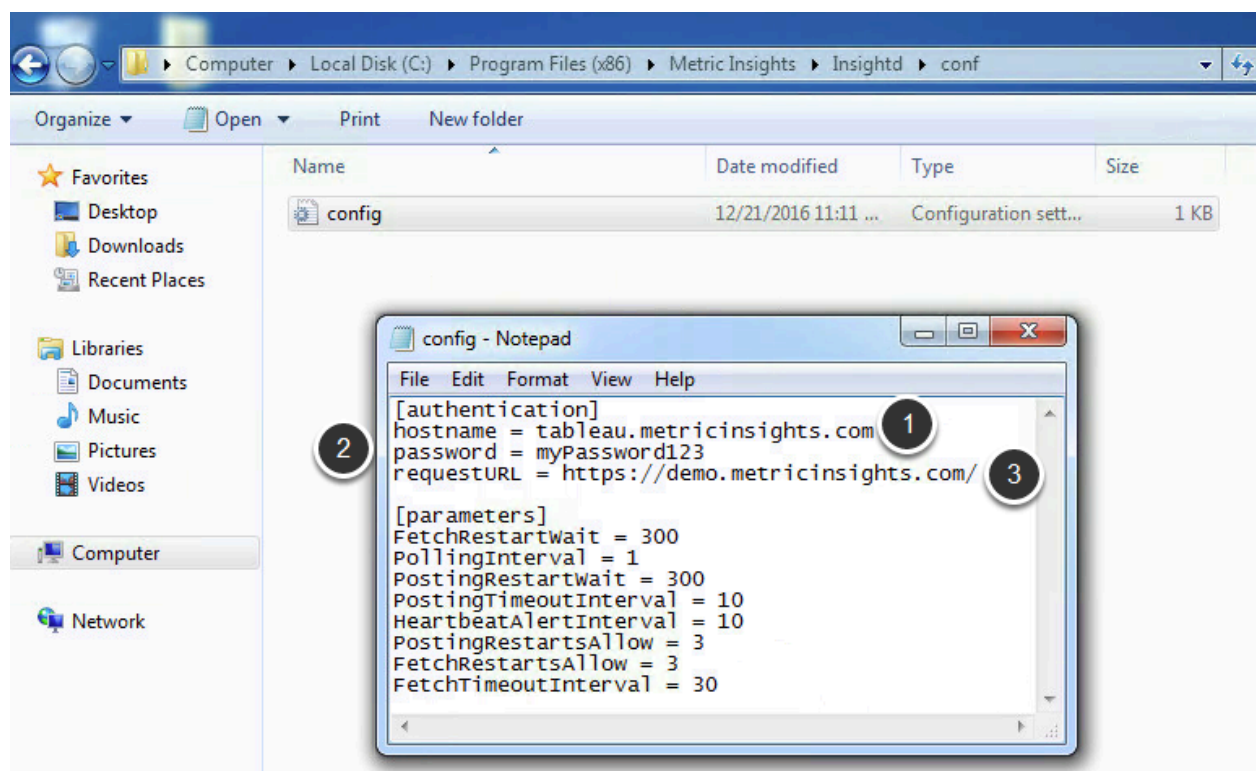 Computer Local Disk (C:) Program Files (x86) Metric Insights Insightd conf
Organize Open Print New folder
Name Date modified Type Size
config 12/21/2016 11:11 ... Configuration sett... 1 KB
Favorites
Desktop
Downloads
Recent Places
Libraries
Documents
Music
Pictures
Videos
Computer
Network
config - Notepad
File Edit Format View Help
[authentication]
hostname = tableau.metricinsights.com 1
2 password = myPassword123
requestURL = https://demo.metricinsights.com/ 3
[parameters]
FetchRestartWait = 300
PollingInterval = 1
PostingRestartWait = 300
PostingTimeoutInterval = 10
HeartbeatAlertInterval = 10
PostingRestartsAllow = 3
FetchRestartsAllow = 3
FetchTimeoutInterval = 30